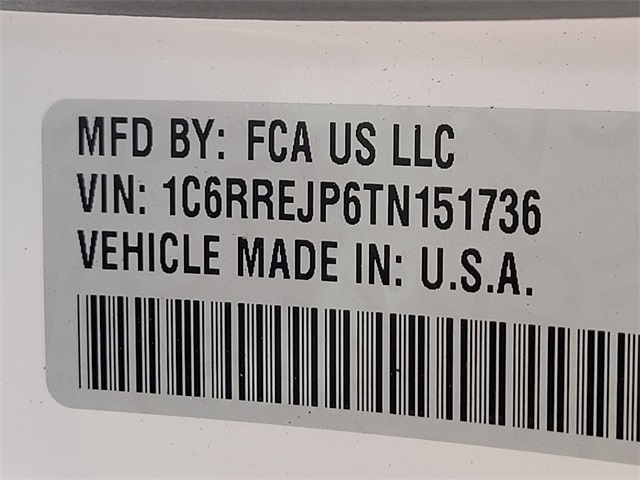 MFD BY: FCA US LLC
VIN: 1C6RREJP6TN151736
VEHICLE MADE IN: U.S.A.